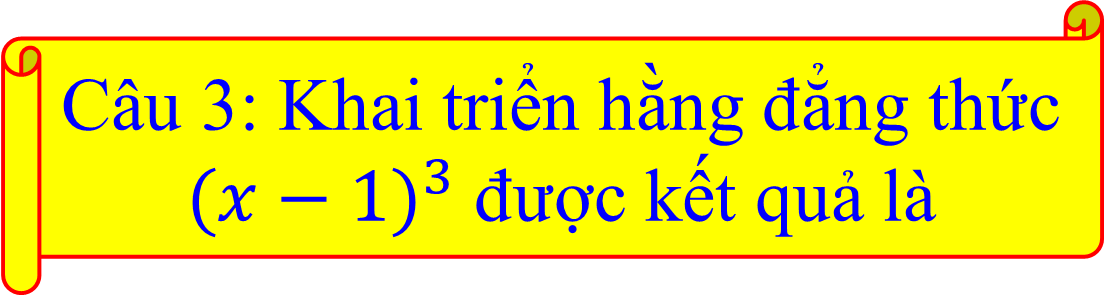 Câu 3: Khai triển hằng đẳng thức
(x − 1)³ được kết quả là